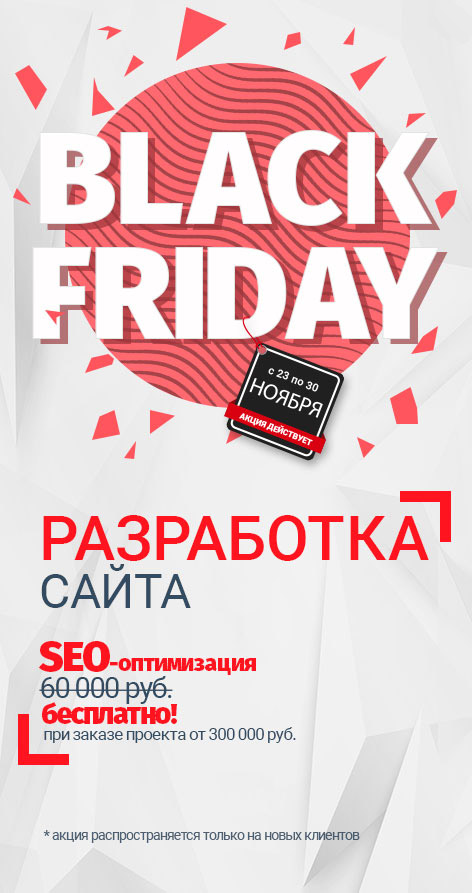 BLACK
FRIDAY
с 23 по 30
НОЯБРЯ
АКЦИЯ ДЕЙСТВУЕТ
РАЗРАБОТКА
САЙТА
SEO-оптимизация
60 000 руб.
бесплатно!
при заказе проекта от 300 000 руб.
* акция распространяется только на новых клиентов